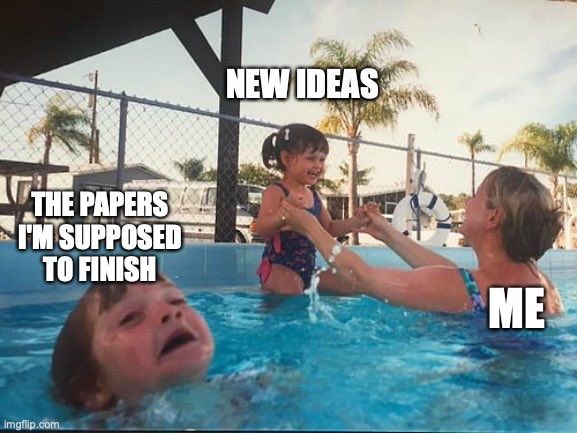 NEW IDEAS
THE PAPERS
I'M SUPPOSED
TO FINISH
ME
imgflip.com